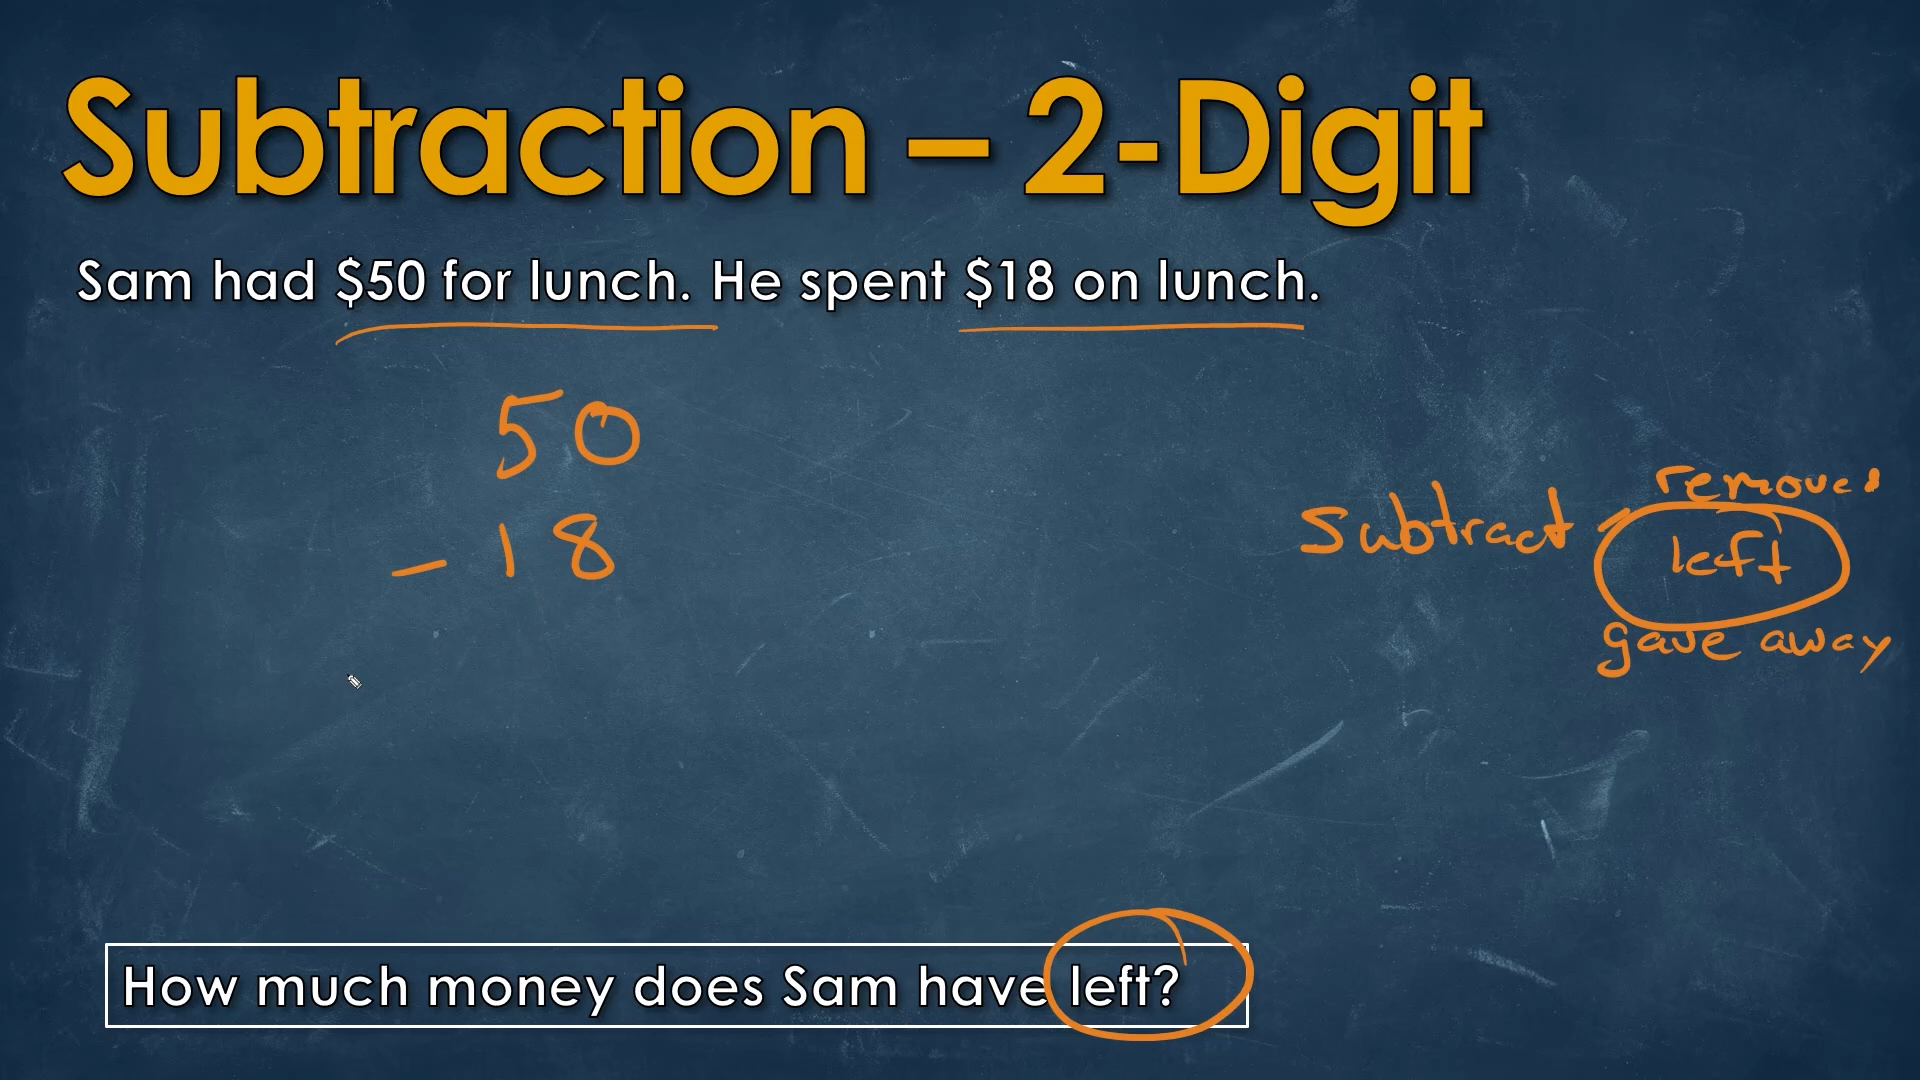 Subtraction – 2-Digit
Sam had $50 for lunch. He spent $18 on lunch.
50
- 18
removed
Subtract - left
gave away
How much money does Sam have left?